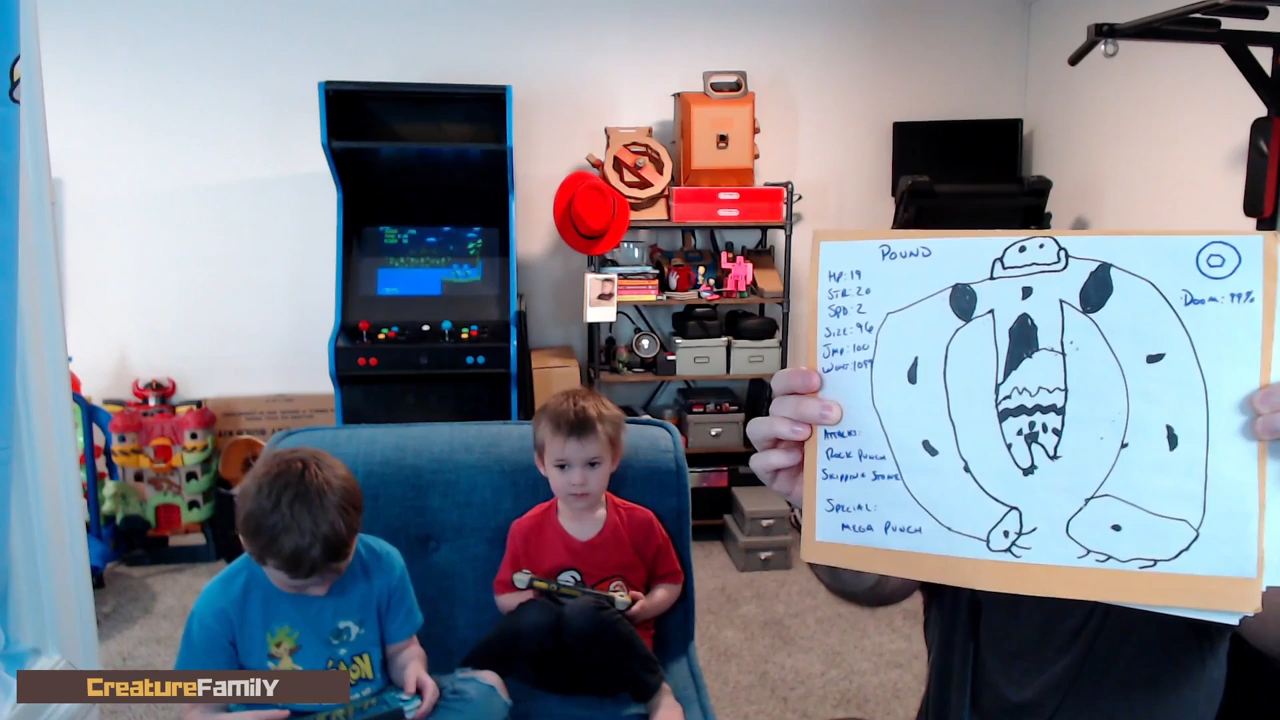 POUND
HP: 19
STR: 20
SPD: 2
SIZE: 96
JMP: 100
Doom: 99%
ATTACKS:
ROCK PUNCH
SKIPPING STONE
SPECIAL:
MEGA PUNCH
CreatureFamily